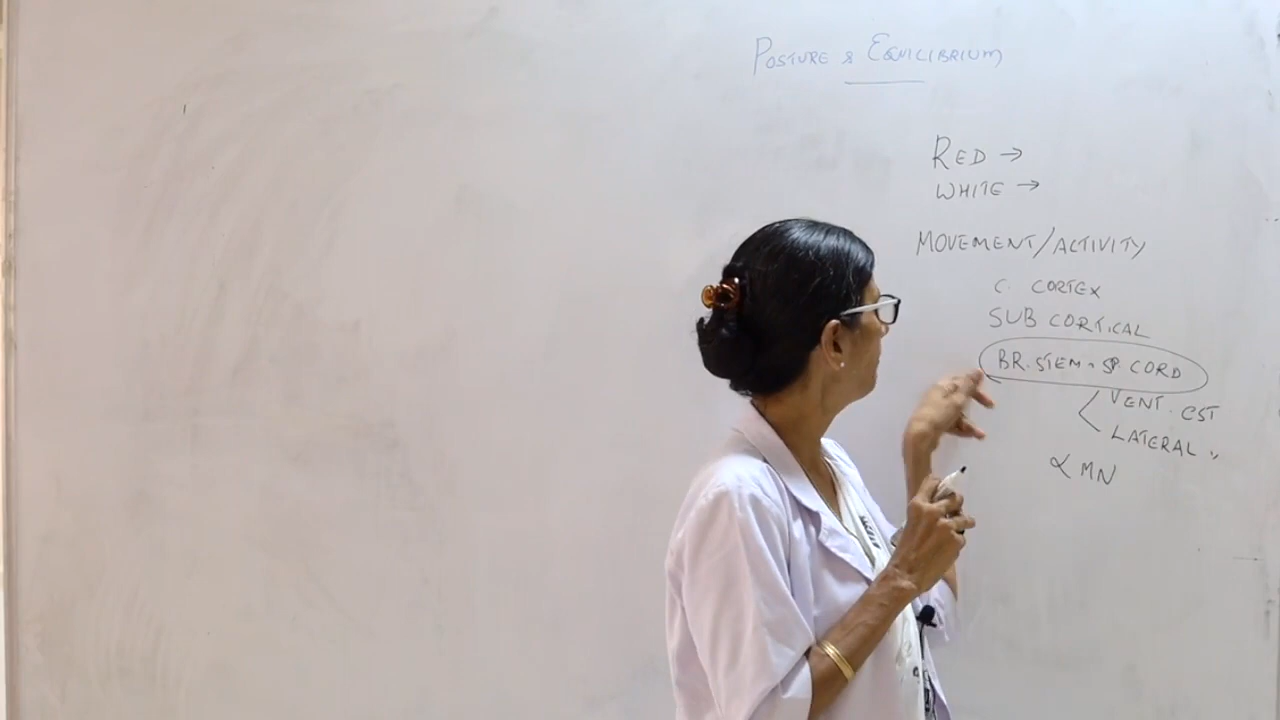 POSTURE & EQUILIBRIUM
RED →
WHITE →
MOVEMENT/ACTIVITY
C. CORTEX
SUB CORTICAL
BR. STEM - SP. CORD
VENT. CST
LATERAL "
α MN